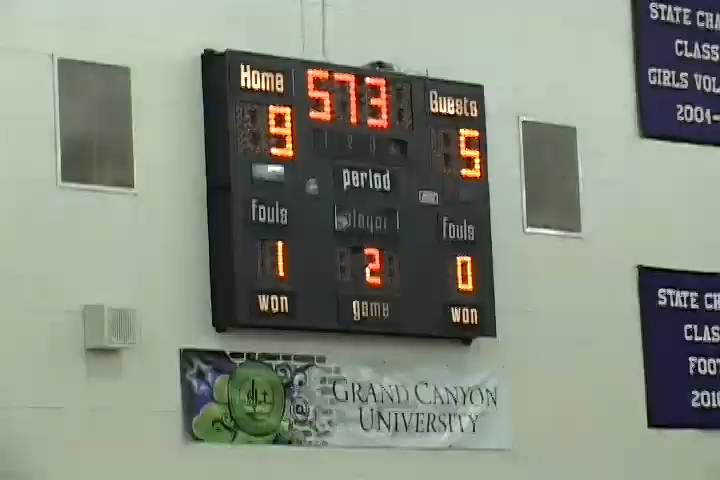 Home 573 Guests
9 5
period
fouls player fouls
1 2 0
won game won
GRAND CANYON
UNIVERSITY
STATE CHA
CLASS
GIRLS VOL
2004-
STATE CH
CLAS
FOOT
201